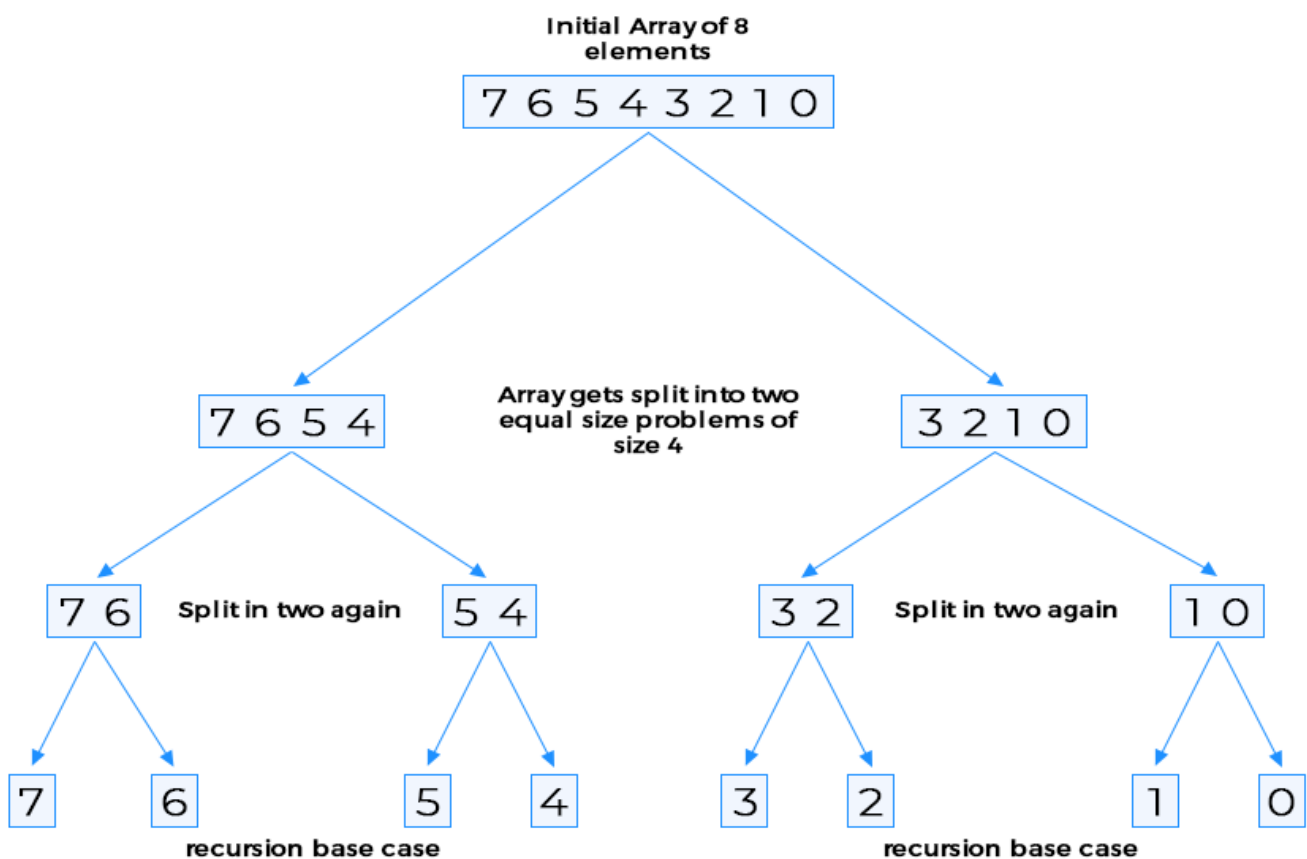 Initial Array of 8
elements
7 6 5 4 3 2 1 0
7 6 5 4
Array gets split into two
equal size problems of
size 4
3 2 1 0
7 6
Split in two again
5 4
3 2
Split in two again
1 0
7
6
5
4
3
2
1
0
recursion base case
recursion base case